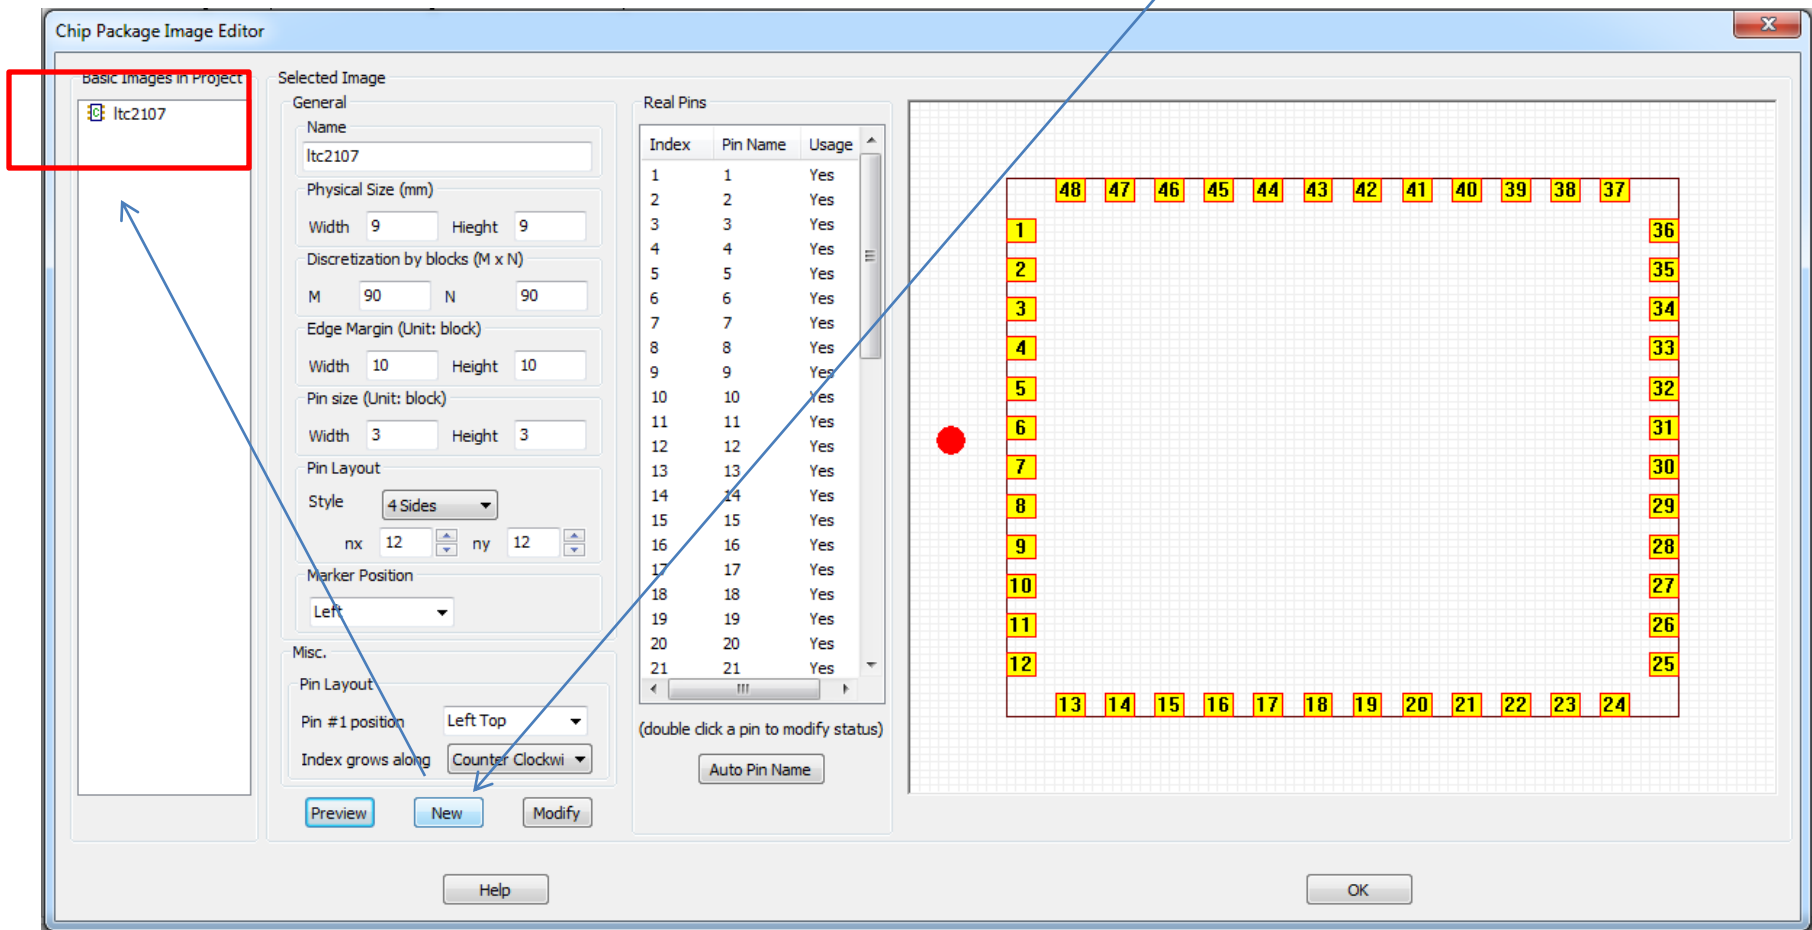 Chip Package Image Editor
x
Basic Images in Project
ltc2107
Selected Image
General
Name
ltc2107
Physical Size (mm)
Width 9 Hieght 9
Discretization by blocks (M x N)
M 90 N 90
Edge Margin (Unit: block)
Width 10 Height 10
Pin size (Unit: block)
Width 3 Height 3
Pin Layout
Style 4 Sides
nx 12 ny 12
Marker Position
Left
Misc.
Pin Layout
Pin #1 position Left Top
Index grows along Counter Clockwi
Preview New Modify
Real Pins
Index Pin Name Usage
1 1 Yes
2 2 Yes
3 3 Yes
4 4 Yes
5 5 Yes
6 6 Yes
7 7 Yes
8 8 Yes
9 9 Yes
10 10 Yes
11 11 Yes
12 12 Yes
13 13 Yes
14 14 Yes
15 15 Yes
16 16 Yes
17 17 Yes
18 18 Yes
19 19 Yes
20 20 Yes
21 21 Yes
(double click a pin to modify status)
Auto Pin Name
48 47 46 45 44 43 42 41 40 39 38 37
1 36
2 35
3 34
4 33
5 32
6 31
7 30
8 29
9 28
10 27
11 26
12 25
13 14 15 16 17 18 19 20 21 22 23 24
Help
OK